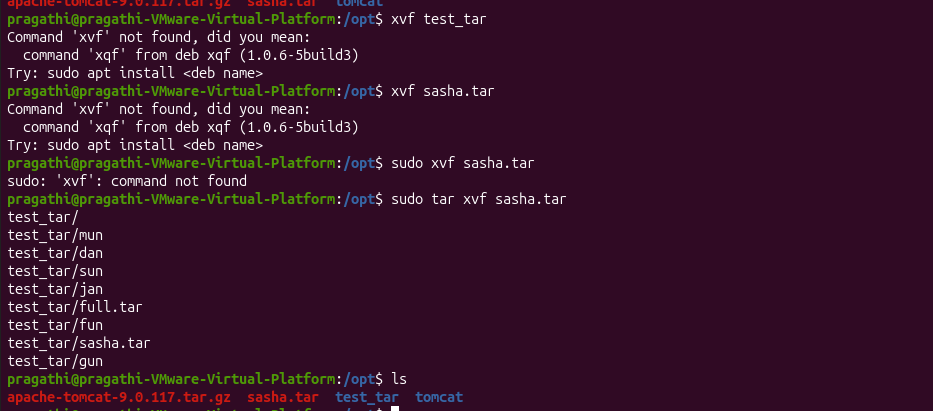 apache-tomcat-9.0.117.tar.gz  sasha.tar  tomcat
pragathi@pragathi-VMware-Virtual-Platform:/opt$ xvf test_tar
Command 'xvf' not found, did you mean:
  command 'xqf' from deb xqf (1.0.6-5build3)
Try: sudo apt install <deb name>
pragathi@pragathi-VMware-Virtual-Platform:/opt$ xvf sasha.tar
Command 'xvf' not found, did you mean:
  command 'xqf' from deb xqf (1.0.6-5build3)
Try: sudo apt install <deb name>
pragathi@pragathi-VMware-Virtual-Platform:/opt$ sudo xvf sasha.tar
sudo: 'xvf': command not found
pragathi@pragathi-VMware-Virtual-Platform:/opt$ sudo tar xvf sasha.tar
test_tar/
test_tar/mun
test_tar/dan
test_tar/sun
test_tar/jan
test_tar/full.tar
test_tar/fun
test_tar/sasha.tar
test_tar/gun
pragathi@pragathi-VMware-Virtual-Platform:/opt$ ls
apache-tomcat-9.0.117.tar.gz  sasha.tar  test_tar  tomcat
pragathi@pragathi-VMware-Virtual-Platform:/opt$